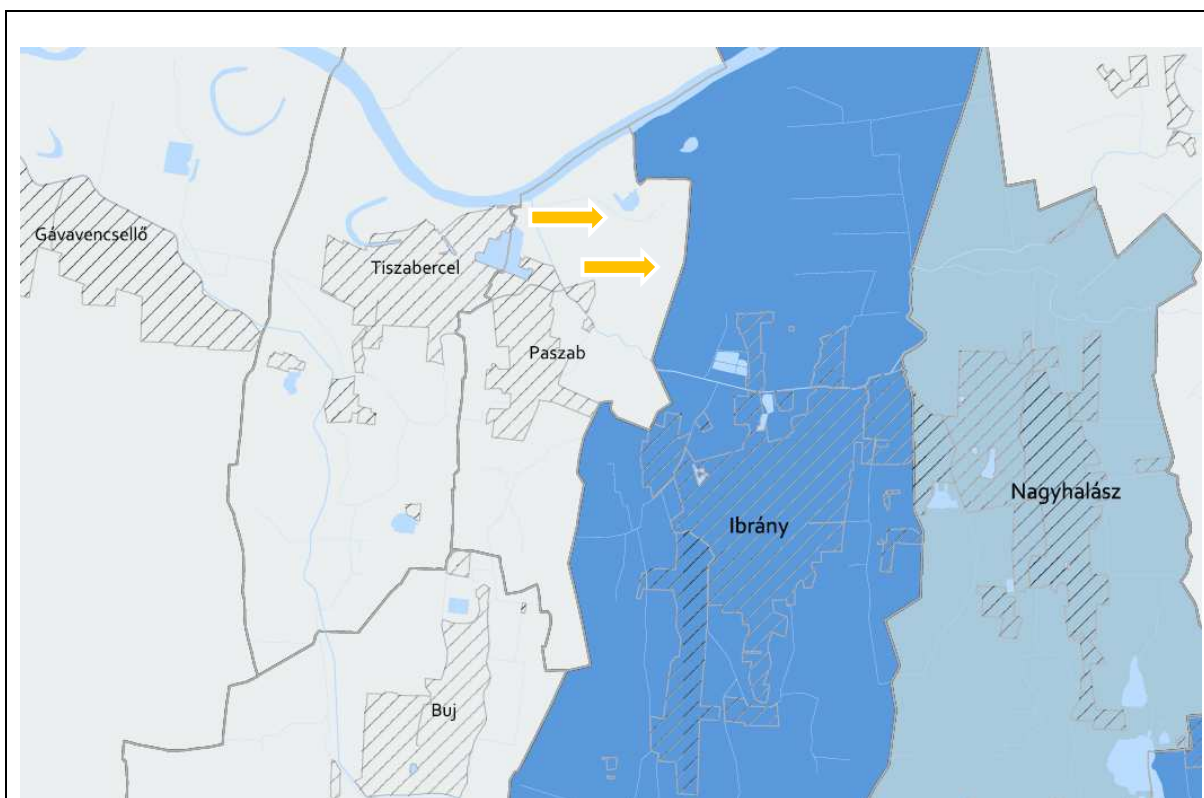 Gávavencsellő
Tiszabercel
Paszab
Nagyhalász
Ibrány
Buj